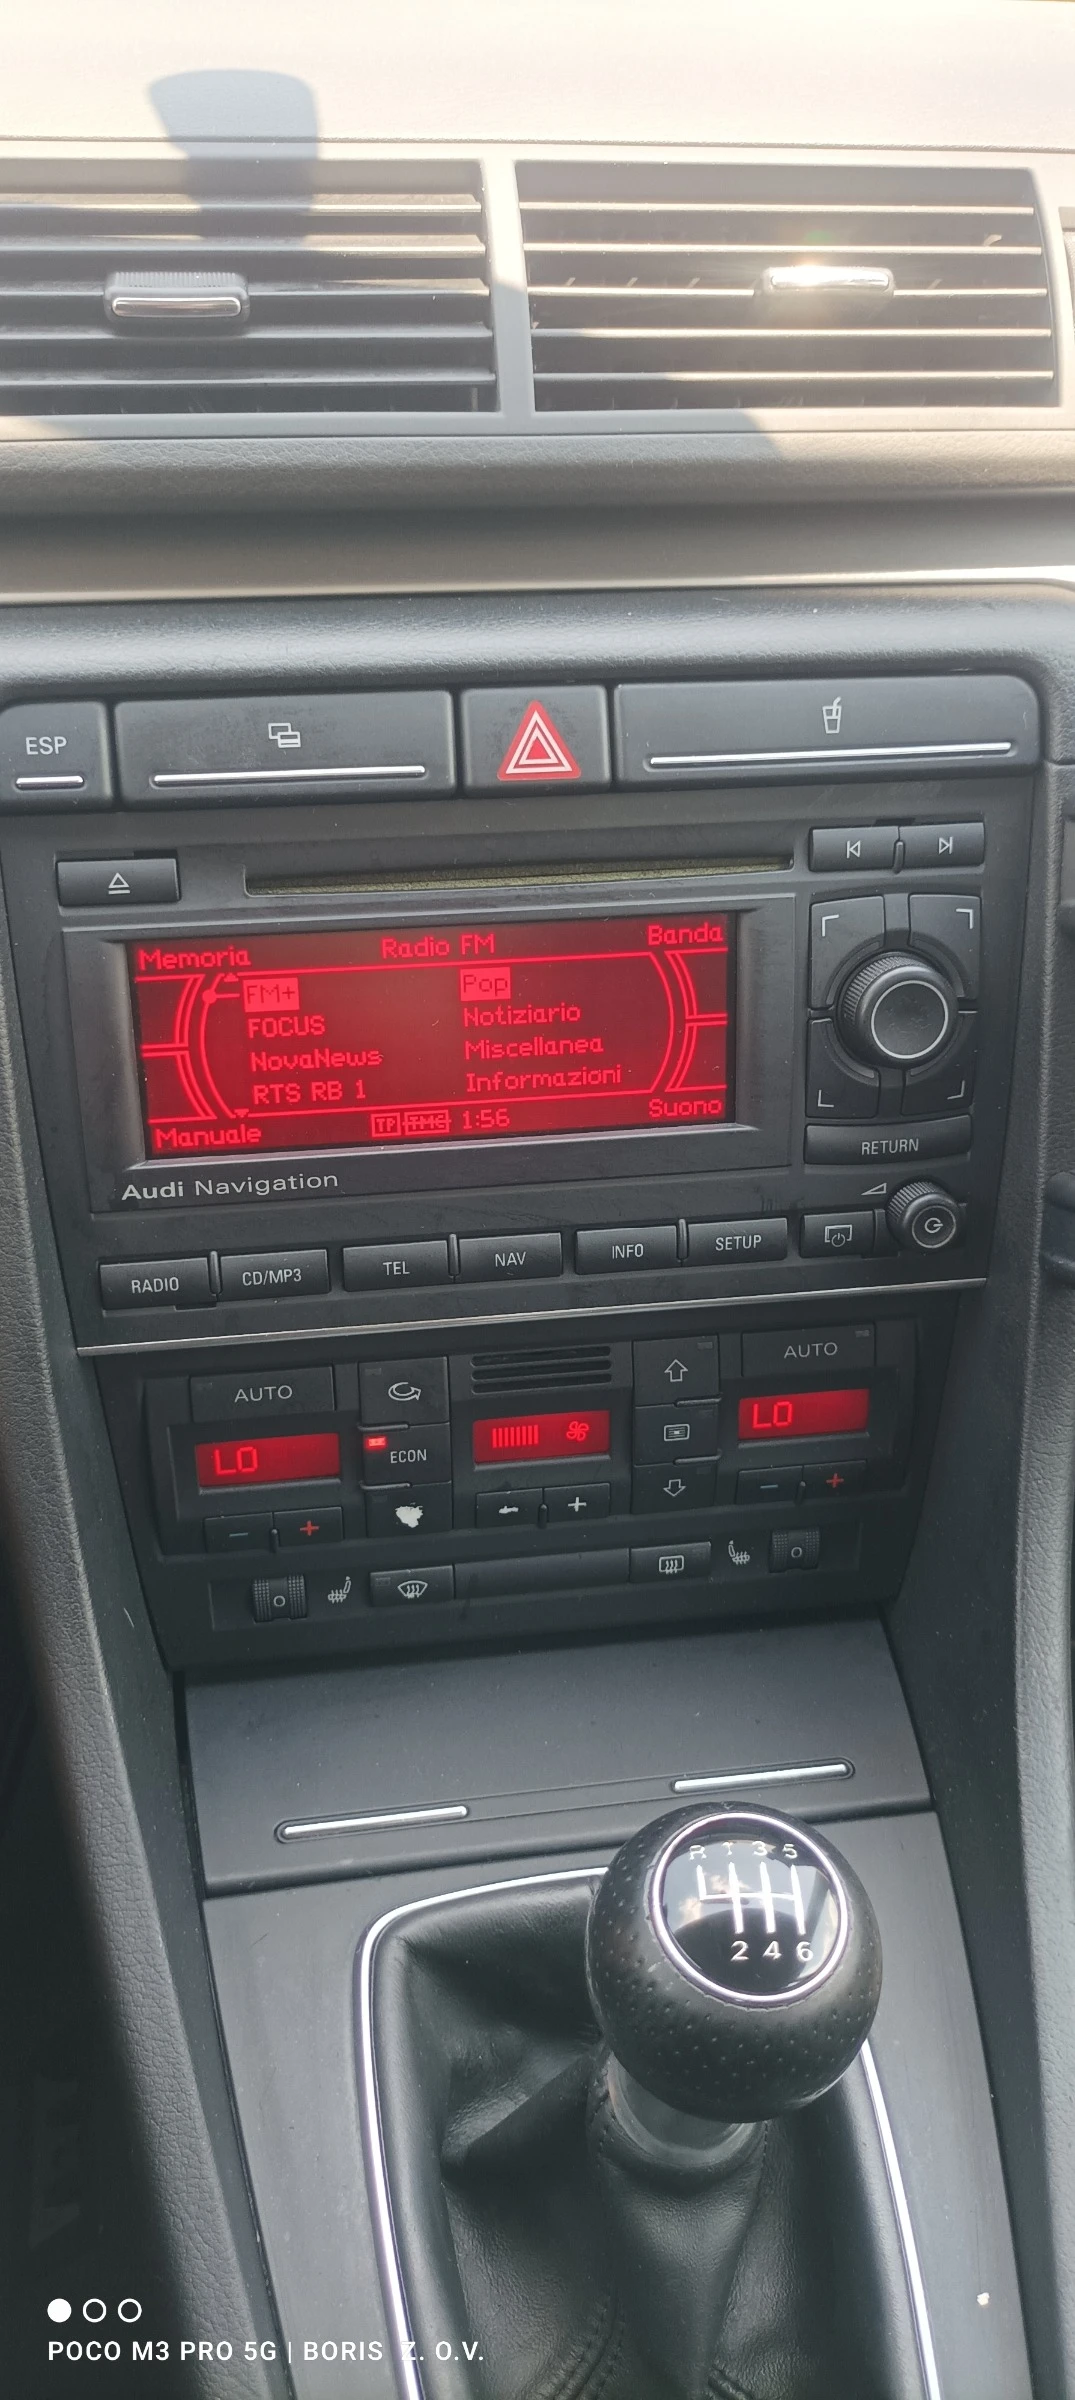 ESP
Memoria Radio FM Banda
FM+ Pop
FOCUS Notiziario
NovaNews Miscellanea
RTS RB 1 Informazioni
Manuale TP TMC 1:56 Suono
Audi Navigation
RETURN
RADIO CD/MP3 TEL NAV INFO SETUP
AUTO AUTO
LO ECON LO
- + - + - +
0 0
R 1 3 5
2 4 6
POCO M3 PRO 5G | BORIS Z. O.V.